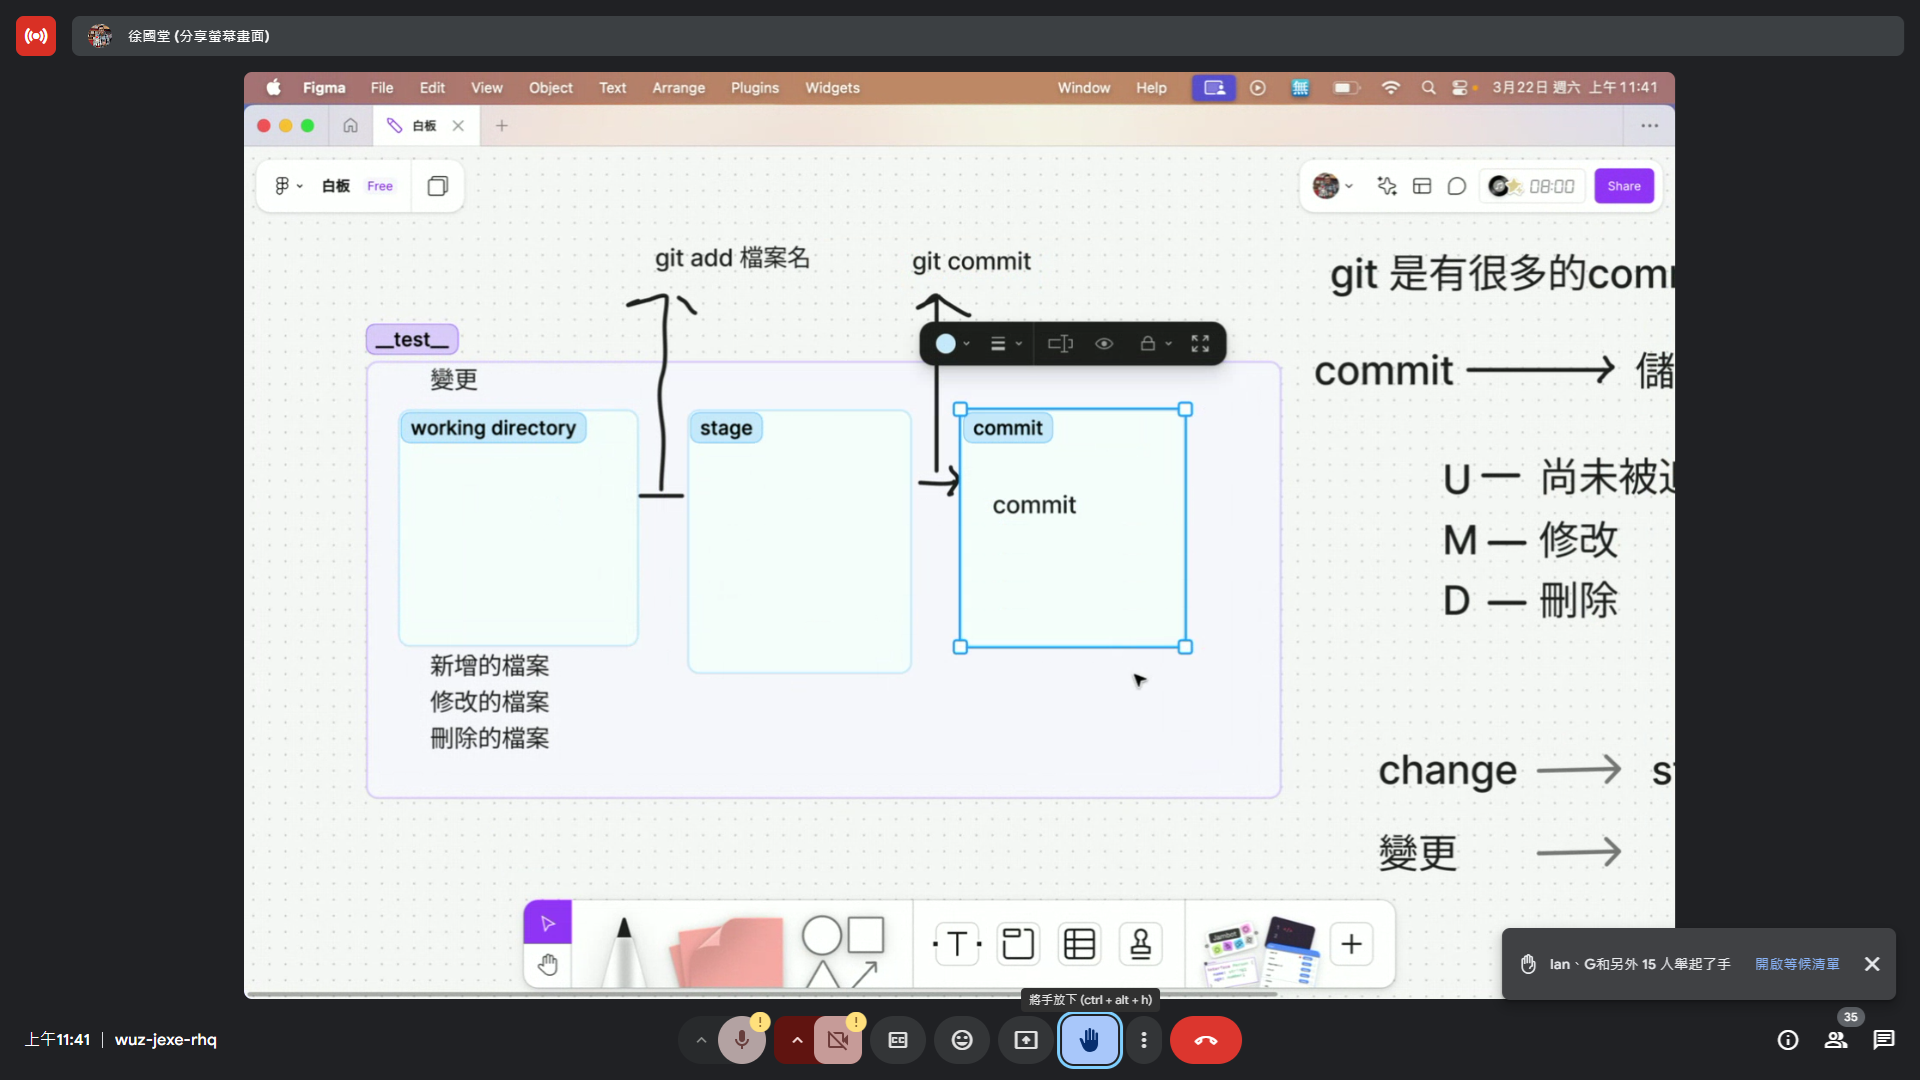 徐國堂 (分享螢幕畫面)
Figma File Edit View Object Text Arrange Plugins Widgets Window Help 無 3月22日 週六 上午11:41
白板
白板 Free
08:00 Share
git add 檔案名
git commit
git 是有很多的com
__test__
變更
commit
working directory
stage
commit
commit
U — 尚未被
M — 修改
D — 刪除
新增的檔案
修改的檔案
刪除的檔案
change
變更
T
Ian、G和另外 15 人舉起了手 開啟等候清單
將手放下 (ctrl + alt + h)
上午11:41 | wuz-jexe-rhq
35